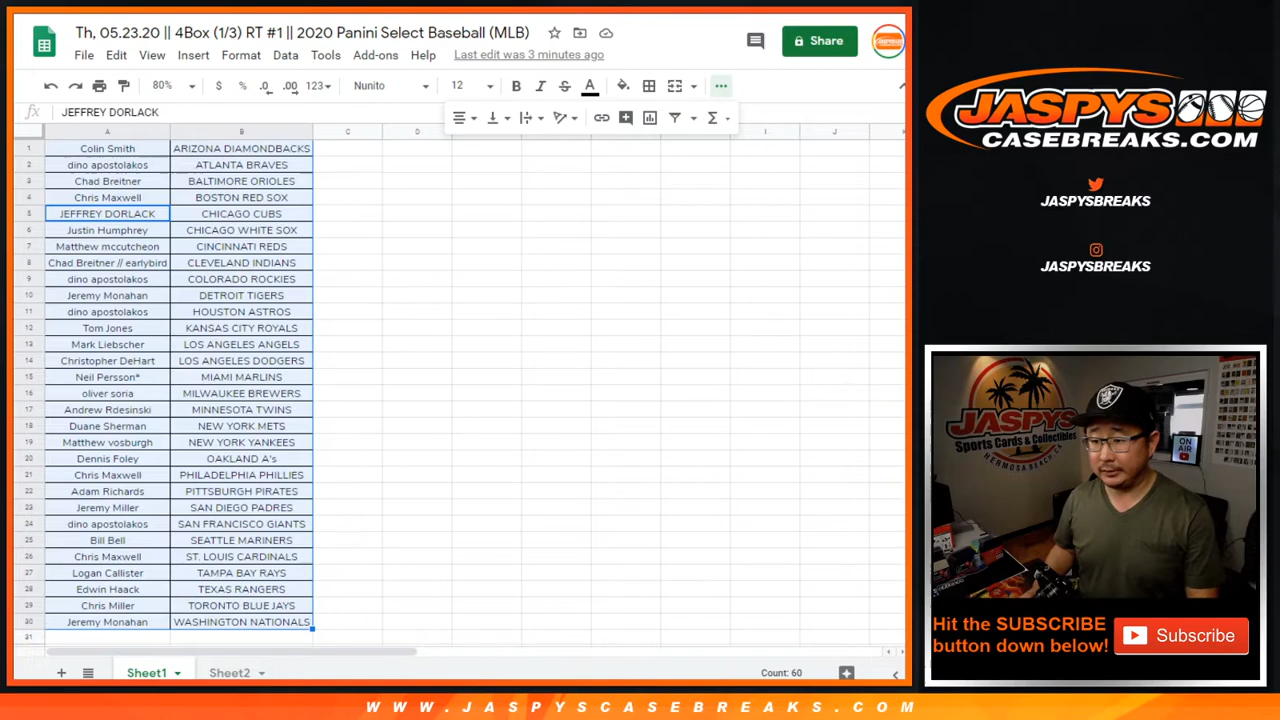 Th, 05.23.20 || 4Box (1/3) RT #1 || 2020 Panini Select Baseball (MLB)
File Edit View Insert Format Data Tools Add-ons Help Last edit was 3 minutes ago
Share
80% $ % .0 .00 123 Nunito 12 B I S A
fx JEFFREY DORLACK
A B C D I J
1 Colin Smith ARIZONA DIAMONDBACKS
2 dino apostolakos ATLANTA BRAVES
3 Chad Breitner BALTIMORE ORIOLES
4 Chris Maxwell BOSTON RED SOX
5 JEFFREY DORLACK CHICAGO CUBS
6 Justin Humphrey CHICAGO WHITE SOX
7 Matthew mccutcheon CINCINNATI REDS
8 Chad Breitner // earlybird CLEVELAND INDIANS
9 dino apostolakos COLORADO ROCKIES
10 Jeremy Monahan DETROIT TIGERS
11 dino apostolakos HOUSTON ASTROS
12 Tom Jones KANSAS CITY ROYALS
13 Mark Liebscher LOS ANGELES ANGELS
14 Christopher DeHart LOS ANGELES DODGERS
15 Neil Persson* MIAMI MARLINS
16 oliver soria MILWAUKEE BREWERS
17 Andrew Rdesinski MINNESOTA TWINS
18 Duane Sherman NEW YORK METS
19 Matthew vosburgh NEW YORK YANKEES
20 Dennis Foley OAKLAND A's
21 Chris Maxwell PHILADELPHIA PHILLIES
22 Adam Richards PITTSBURGH PIRATES
23 Jeremy Miller SAN DIEGO PADRES
24 dino apostolakos SAN FRANCISCO GIANTS
25 Bill Bell SEATTLE MARINERS
26 Chris Maxwell ST. LOUIS CARDINALS
27 Logan Callister TAMPA BAY RAYS
28 Edwin Haack TEXAS RANGERS
29 Chris Miller TORONTO BLUE JAYS
30 Jeremy Monahan WASHINGTON NATIONALS
31
Sheet1 Sheet2 Count: 60
JASPYS
CASEBREAKS.COM
JASPYSBREAKS
JASPYSBREAKS
JASPYS
Sports Cards & Collectibles
HERMOSA BEACH, CA
ON AIR
Hit the SUBSCRIBE
button down below!
Subscribe
WWW.JASPYSCASEBREAKS.COM